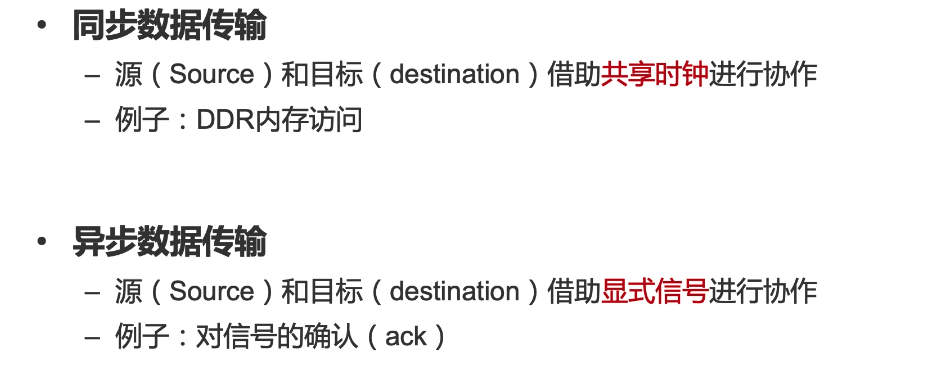 • 同步数据传输
– 源（Source）和目标（destination）借助共享时钟进行协作
– 例子：DDR内存访问
• 异步数据传输
– 源（Source）和目标（destination）借助显式信号进行协作
– 例子：对信号的确认（ack）